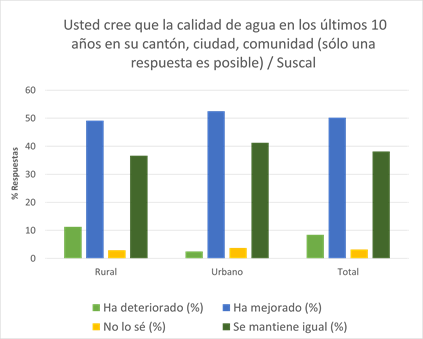 Usted cree que la calidad de agua en los últimos 10
años en su cantón, ciudad, comunidad (sólo una
respuesta es posible) / Suscal
% Respuestas
60
50
40
30
20
10
0
Rural Urbano Total
Ha deteriorado (%) Ha mejorado (%)
No lo sé (%) Se mantiene igual (%)